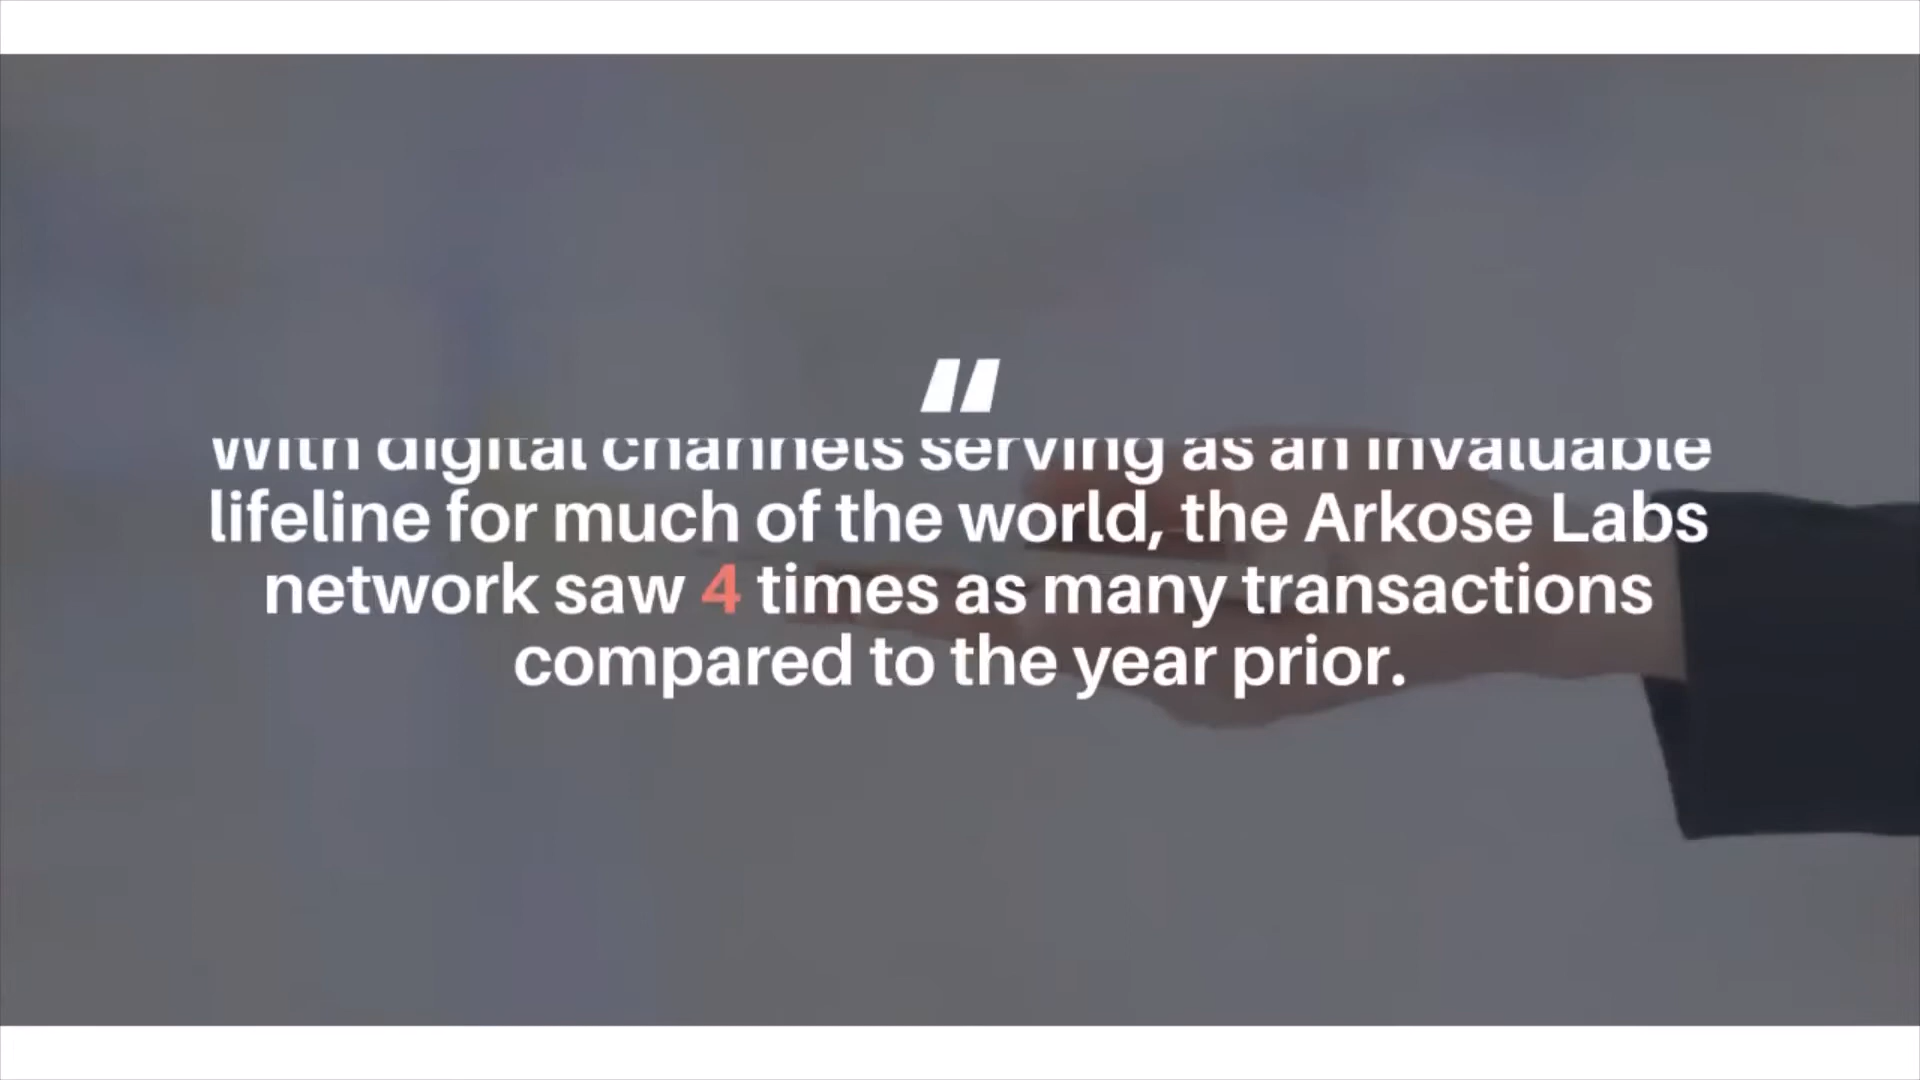 "
With digital channels serving as an invaluable
lifeline for much of the world, the Arkose Labs
network saw 4 times as many transactions
compared to the year prior.